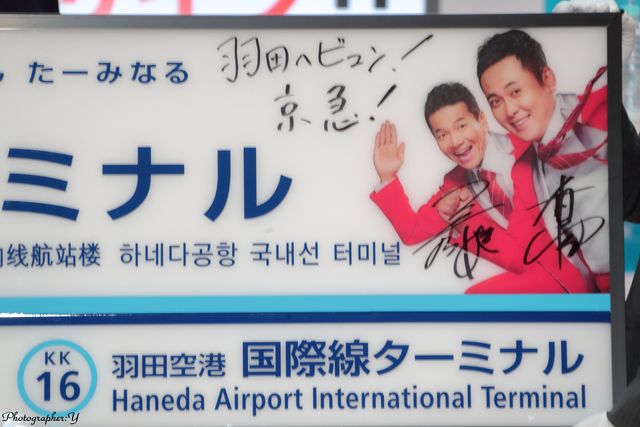 たーみなる
羽田へビュン!
京急!
ミナル
线航站楼 하네다공항 국내선 터미널
KK
16
羽田空港 国際線ターミナル
Haneda Airport International Terminal
Photographer:Y